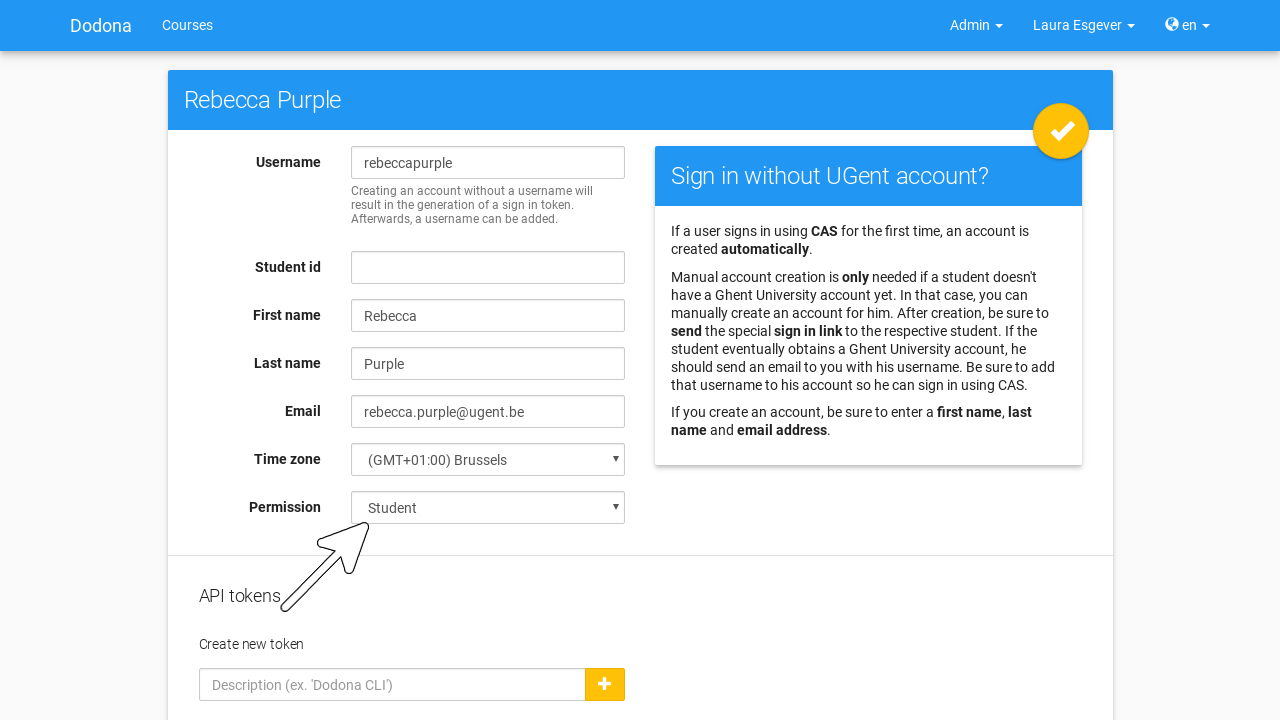 Dodona Courses Admin Laura Esgever en
Rebecca Purple
Username rebeccapurple
Creating an account without a username will
result in the generation of a sign in token.
Afterwards, a username can be added.
Student id
First name Rebecca
Last name Purple
Email rebecca.purple@ugent.be
Time zone (GMT+01:00) Brussels
Permission Student
Sign in without UGent account?
If a user signs in using CAS for the first time, an account is
created automatically.
Manual account creation is only needed if a student doesn't
have a Ghent University account yet. In that case, you can
manually create an account for him. After creation, be sure to
send the special sign in link to the respective student. If the
student eventually obtains a Ghent University account, he
should send an email to you with his username. Be sure to add
that username to his account so he can sign in using CAS.
If you create an account, be sure to enter a first name, last
name and email address.
API tokens
Create new token
Description (ex. 'Dodona CLI')